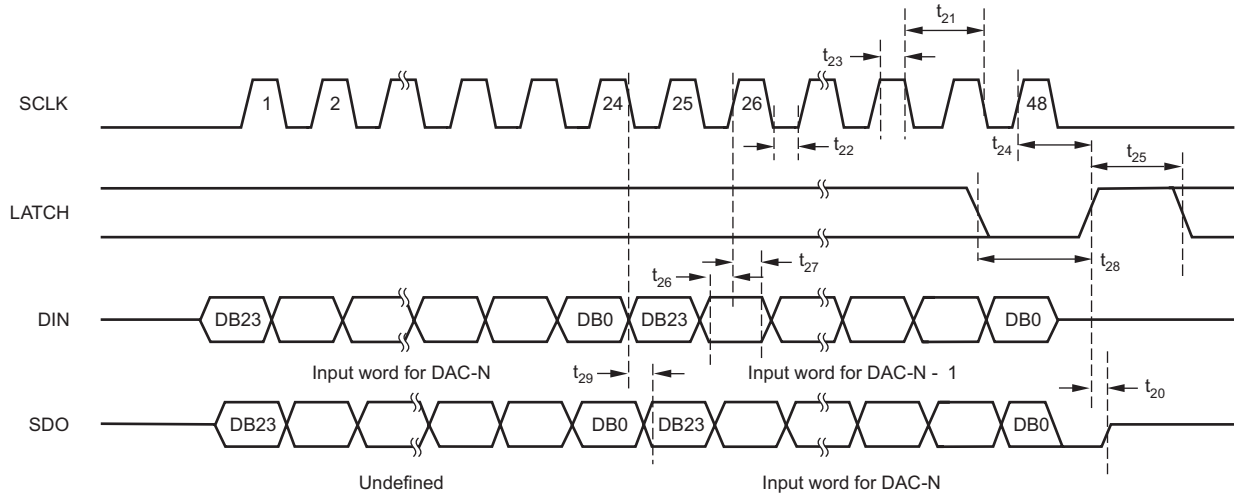 t21
t23
SCLK
1
2
24
25
26
48
t22
t24
t25
LATCH
t28
t26
t27
DIN
DB23
DB0
DB23
DB0
Input word for DAC-N
t29
Input word for DAC-N - 1
t20
SDO
DB23
DB0
DB23
DB0
Undefined
Input word for DAC-N